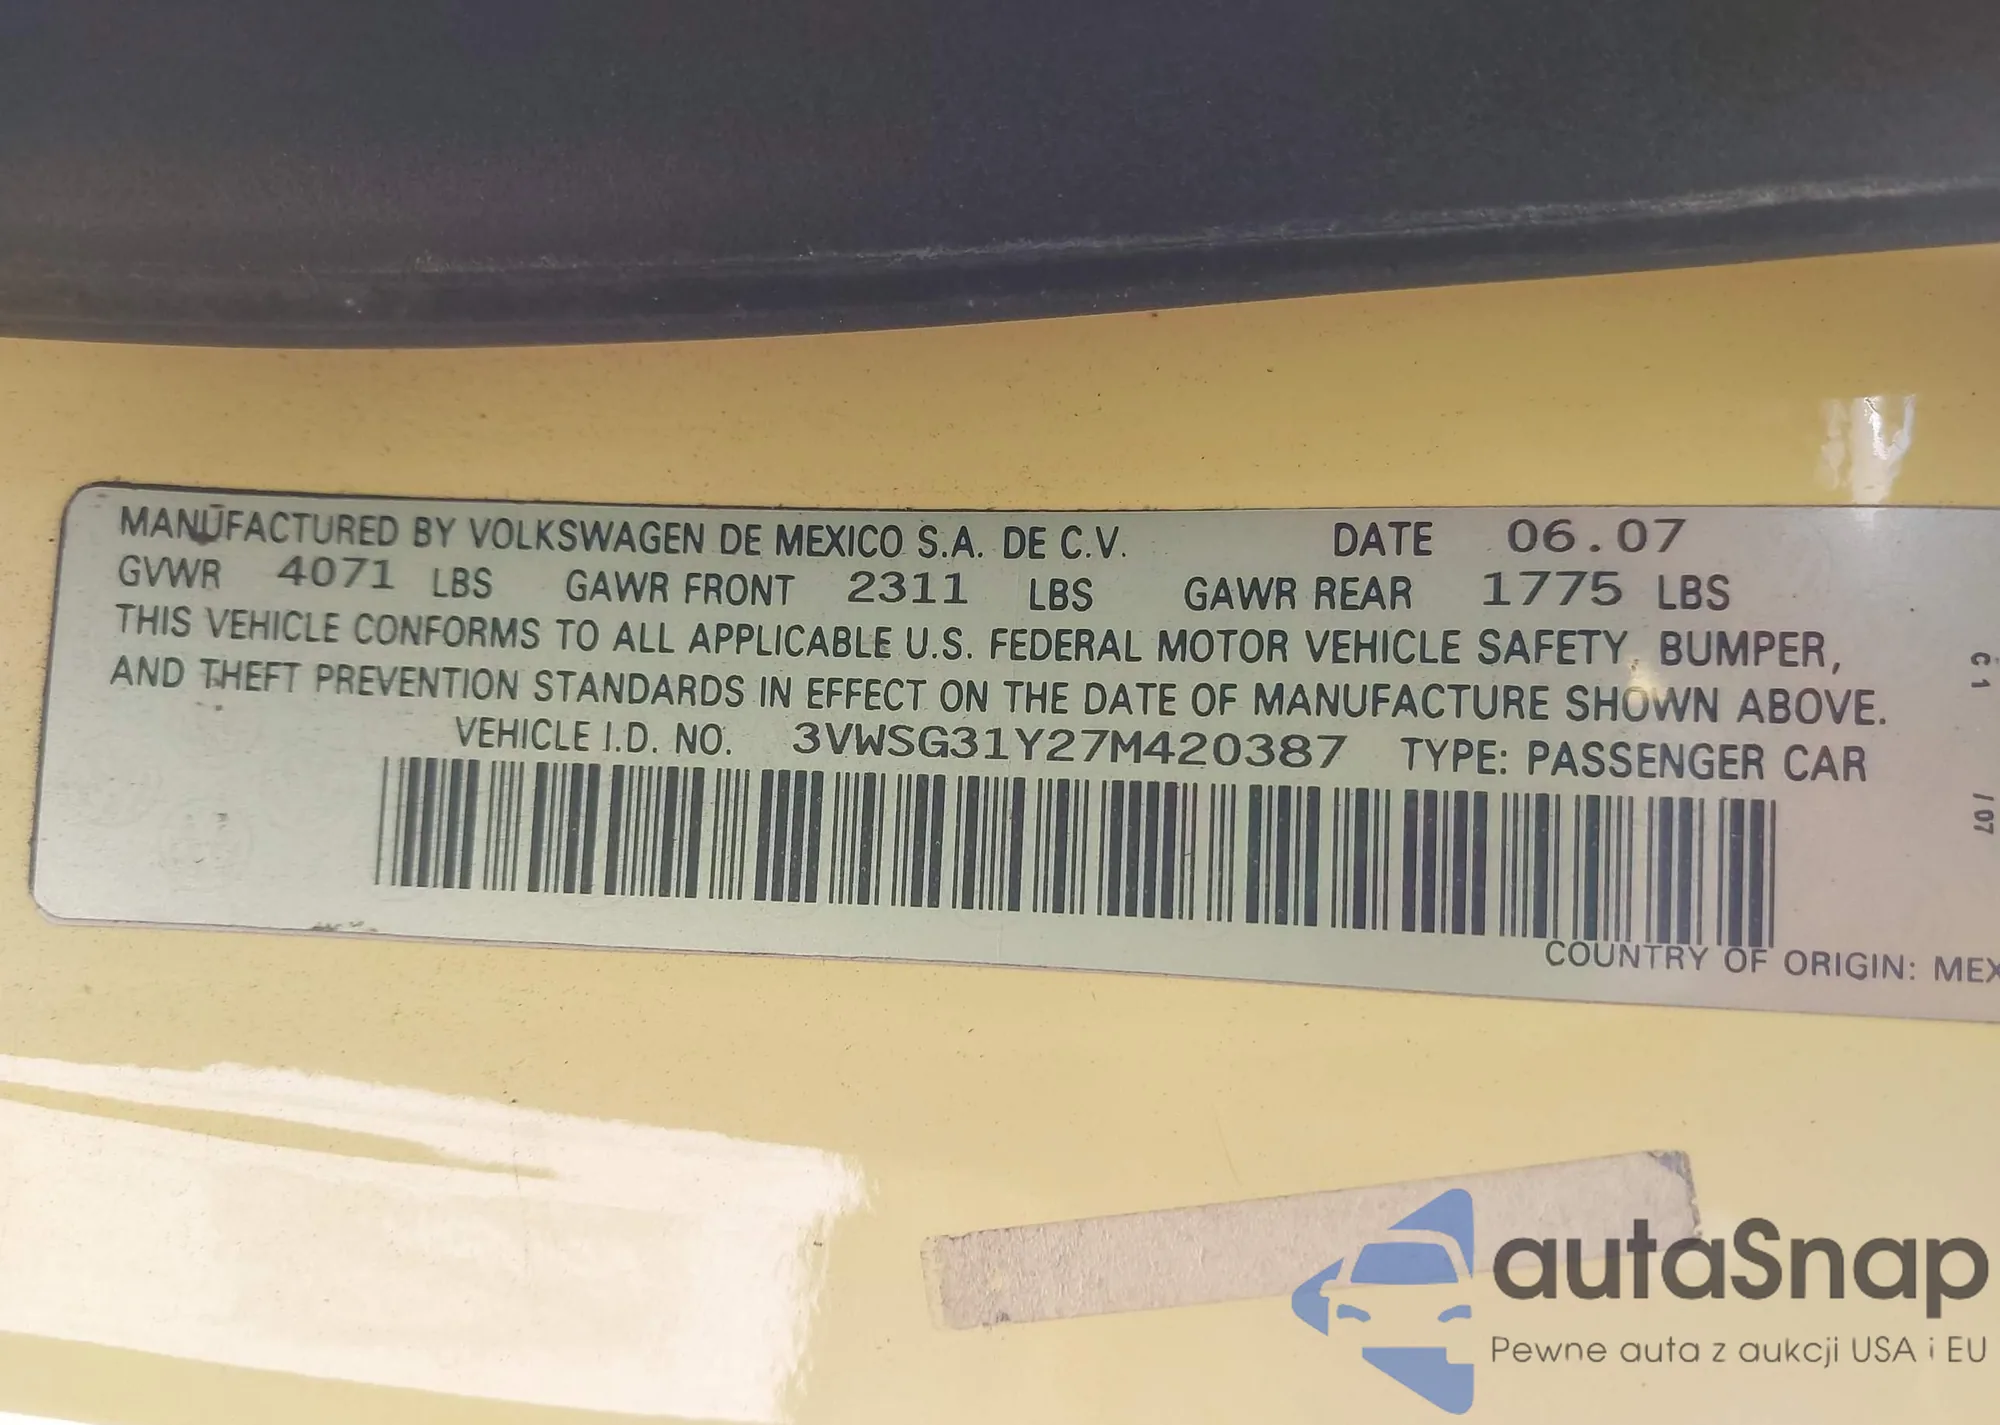 MANUFACTURED BY VOLKSWAGEN DE MEXICO S.A. DE C.V. DATE 06.07
GVWR 4071 LBS GAWR FRONT 2311 LBS GAWR REAR 1775 LBS
THIS VEHICLE CONFORMS TO ALL APPLICABLE U.S. FEDERAL MOTOR VEHICLE SAFETY, BUMPER,
AND THEFT PREVENTION STANDARDS IN EFFECT ON THE DATE OF MANUFACTURE SHOWN ABOVE.
VEHICLE I.D. NO. 3VWSG31Y27M420387 TYPE: PASSENGER CAR
COUNTRY OF ORIGIN: MEX
C1
/07
autaSnap
Pewne auta z aukcji USA i EU